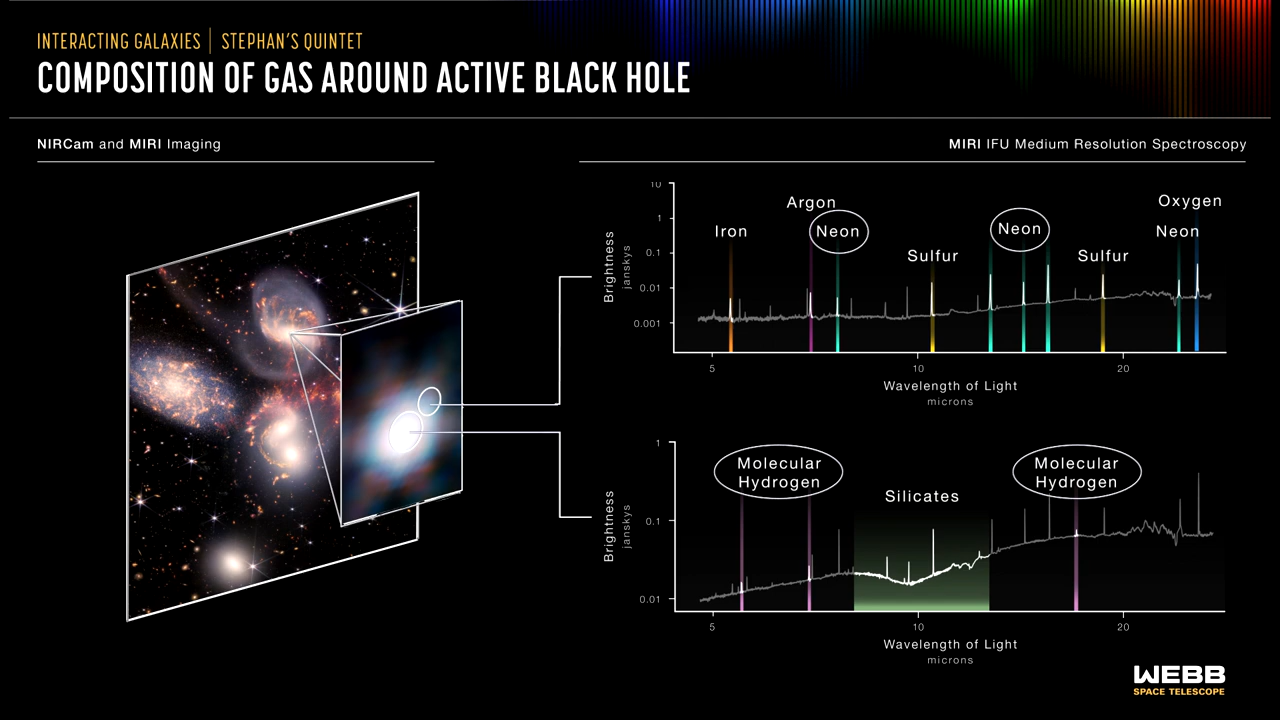 INTERACTING GALAXIES | STEPHAN'S QUINTET
COMPOSITION OF GAS AROUND ACTIVE BLACK HOLE
NIRCam and MIRI Imaging
MIRI IFU Medium Resolution Spectroscopy
Brightness
janskys
10
1
0.1
0.01
0.001
Iron
Argon
Neon
Sulfur
Neon
Sulfur
Oxygen
Neon
5
10
20
Wavelength of Light
microns
Brightness
janskys
1
0.1
0.01
Molecular
Hydrogen
Silicates
Molecular
Hydrogen
5
10
20
Wavelength of Light
microns
WEBB
SPACE TELESCOPE